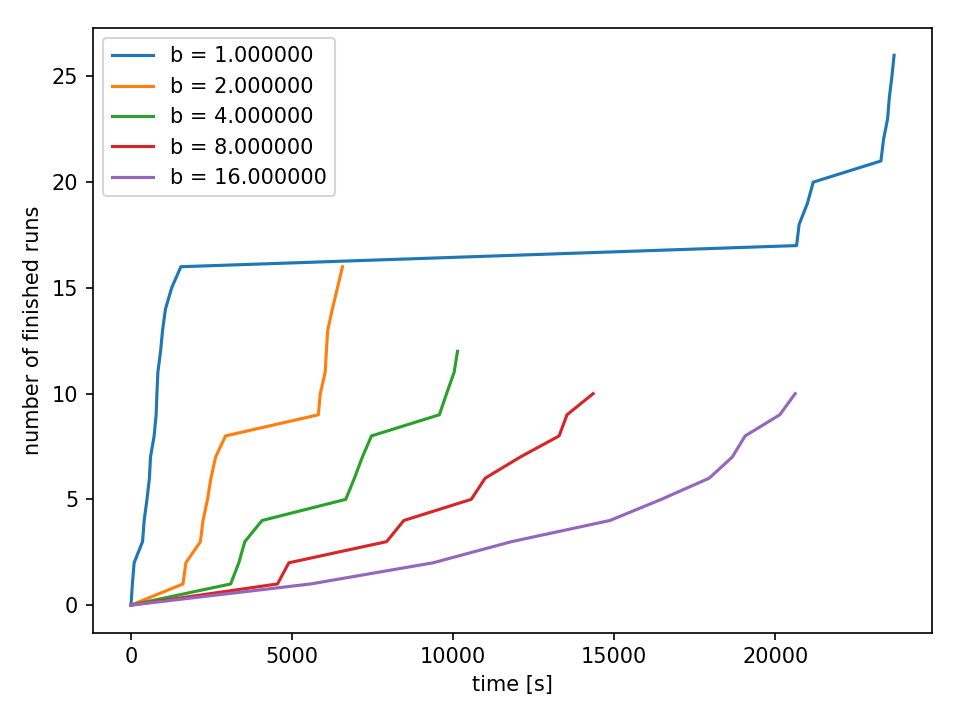 b = 1.000000
b = 2.000000
b = 4.000000
b = 8.000000
b = 16.000000
number of finished runs
25
20
15
10
5
0
0 5000 10000 15000 20000
time [s]